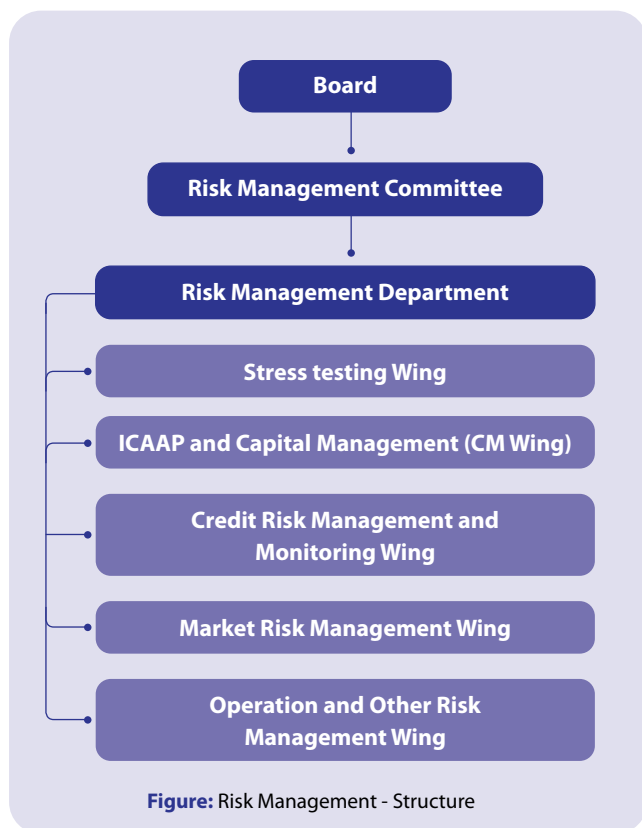 Board
Risk Management Committee
Risk Management Department
Stress testing Wing
ICAAP and Capital Management (CM Wing)
Credit Risk Management and
Monitoring Wing
Market Risk Management Wing
Operation and Other Risk
Management Wing
Figure: Risk Management - Structure